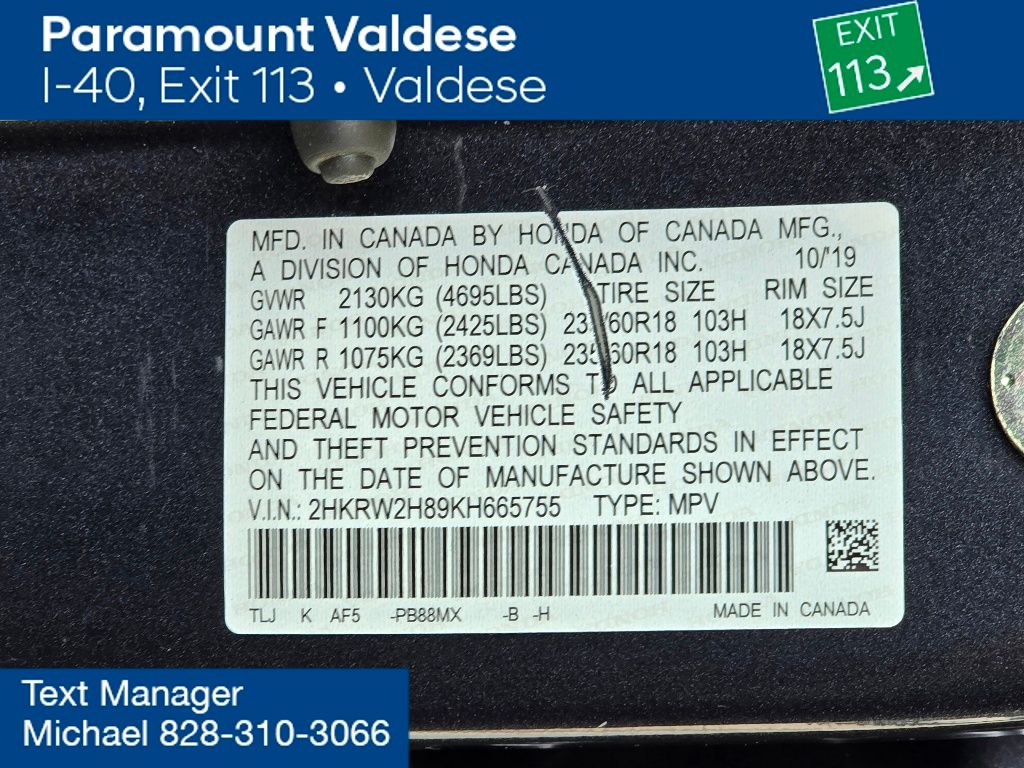 Paramount Valdese
I-40, Exit 113 • Valdese
EXIT
113
MFD. IN CANADA BY HONDA OF CANADA MFG.,
A DIVISION OF HONDA CANADA INC. 10/'19
GVWR 2130KG (4695LBS) TIRE SIZE RIM SIZE
GAWR F 1100KG (2425LBS) 235/60R18 103H 18X7.5J
GAWR R 1075KG (2369LBS) 235/60R18 103H 18X7.5J
THIS VEHICLE CONFORMS TO ALL APPLICABLE
FEDERAL MOTOR VEHICLE SAFETY
AND THEFT PREVENTION STANDARDS IN EFFECT
ON THE DATE OF MANUFACTURE SHOWN ABOVE.
V.I.N.: 2HKRW2H89KH665755 TYPE: MPV
TLJ K AF5 -PB88MX -B -H MADE IN CANADA
Text Manager
Michael 828-310-3066